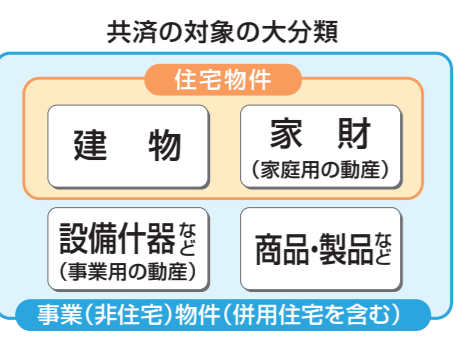 共済の対象の大分類
住宅物件
建 物
家 財
(家庭用の動産)
設備什器など
(事業用の動産)
商品・製品など
事業(非住宅)物件(併用住宅を含む)